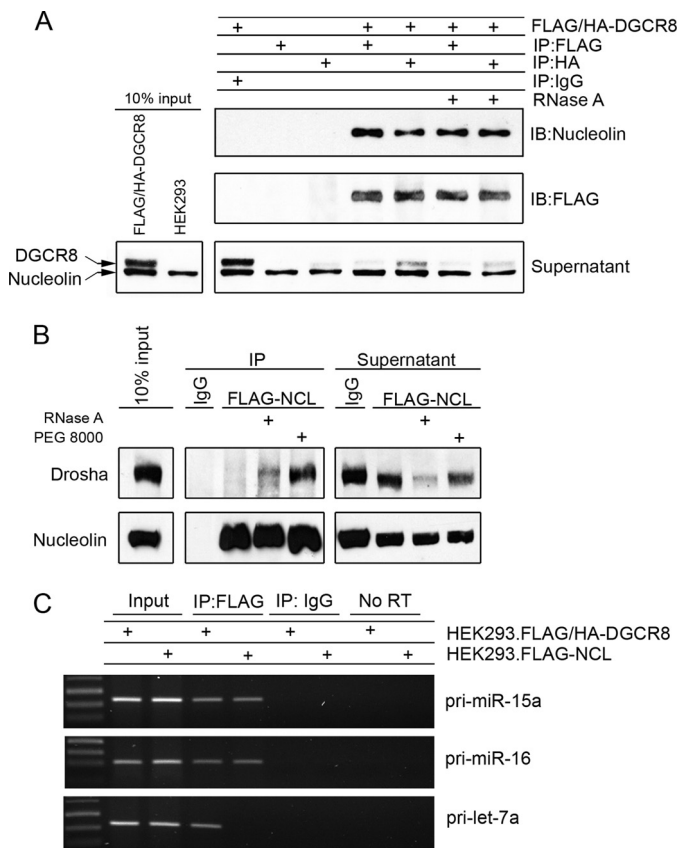 A
+ + + + + FLAG/HA-DGCR8
+ + + IP:FLAG
+ + + IP:HA
+ IP:IgG
+ + RNase A
10% input
FLAG/HA-DGCR8
HEK293
IB:Nucleolin
IB:FLAG
DGCR8
Nucleolin
Supernatant
B
10% input
IP
Supernatant
IgG
FLAG-NCL
IgG
FLAG-NCL
RNase A + +
PEG 8000 + +
Drosha
Nucleolin
C
Input IP:FLAG IP: IgG No RT
+ + + + HEK293.FLAG/HA-DGCR8
+ + + + HEK293.FLAG-NCL
pri-miR-15a
pri-miR-16
pri-let-7a